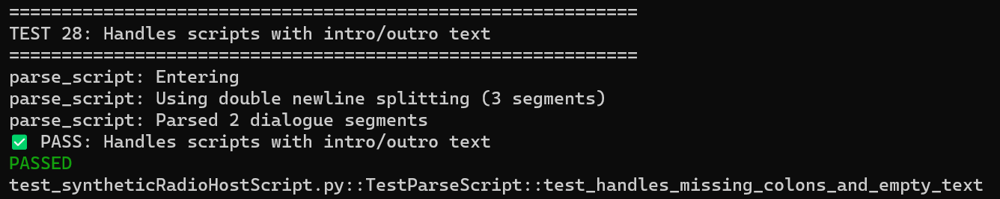 ============================================================
TEST 28: Handles scripts with intro/outro text
============================================================
parse_script: Entering
parse_script: Using double newline splitting (3 segments)
parse_script: Parsed 2 dialogue segments
✅ PASS: Handles scripts with intro/outro text
PASSED
test_syntheticRadioHostScript.py::TestParseScript::test_handles_missing_colons_and_empty_text